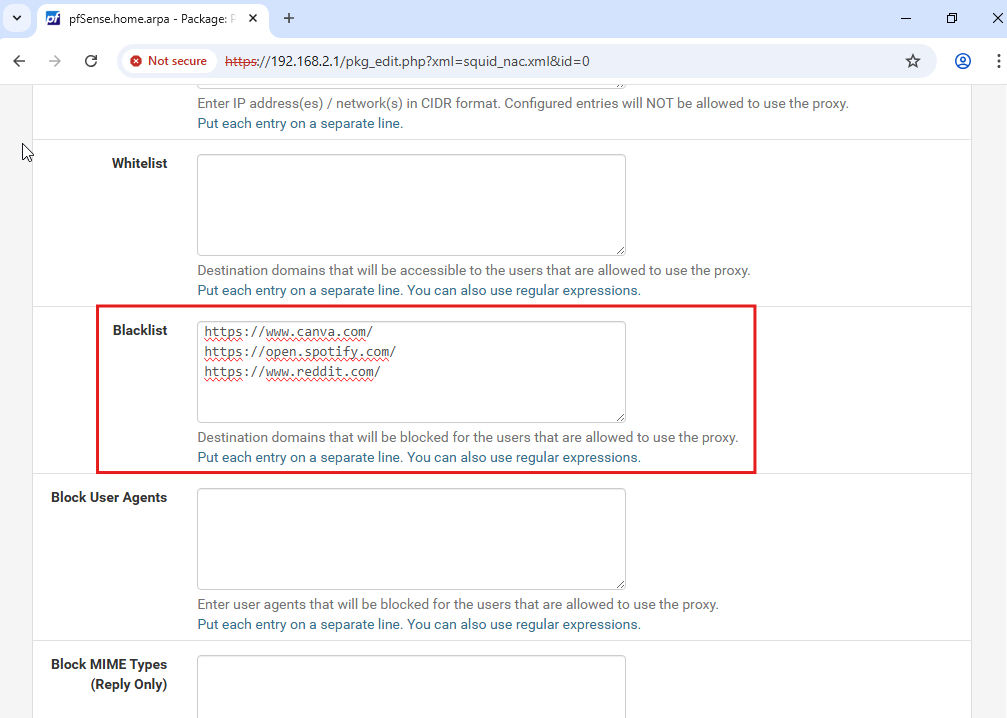 pfSense.home.arpa - Package: P
Not secure https://192.168.2.1/pkg_edit.php?xml=squid_nac.xml&id=0
Enter IP address(es) / network(s) in CIDR format. Configured entries will NOT be allowed to use the proxy.
Put each entry on a separate line.
Whitelist
Destination domains that will be accessible to the users that are allowed to use the proxy.
Put each entry on a separate line. You can also use regular expressions.
Blacklist
https://www.canva.com/
https://open.spotify.com/
https://www.reddit.com/
Destination domains that will be blocked for the users that are allowed to use the proxy.
Put each entry on a separate line. You can also use regular expressions.
Block User Agents
Enter user agents that will be blocked for the users that are allowed to use the proxy.
Put each entry on a separate line. You can also use regular expressions.
Block MIME Types
(Reply Only)